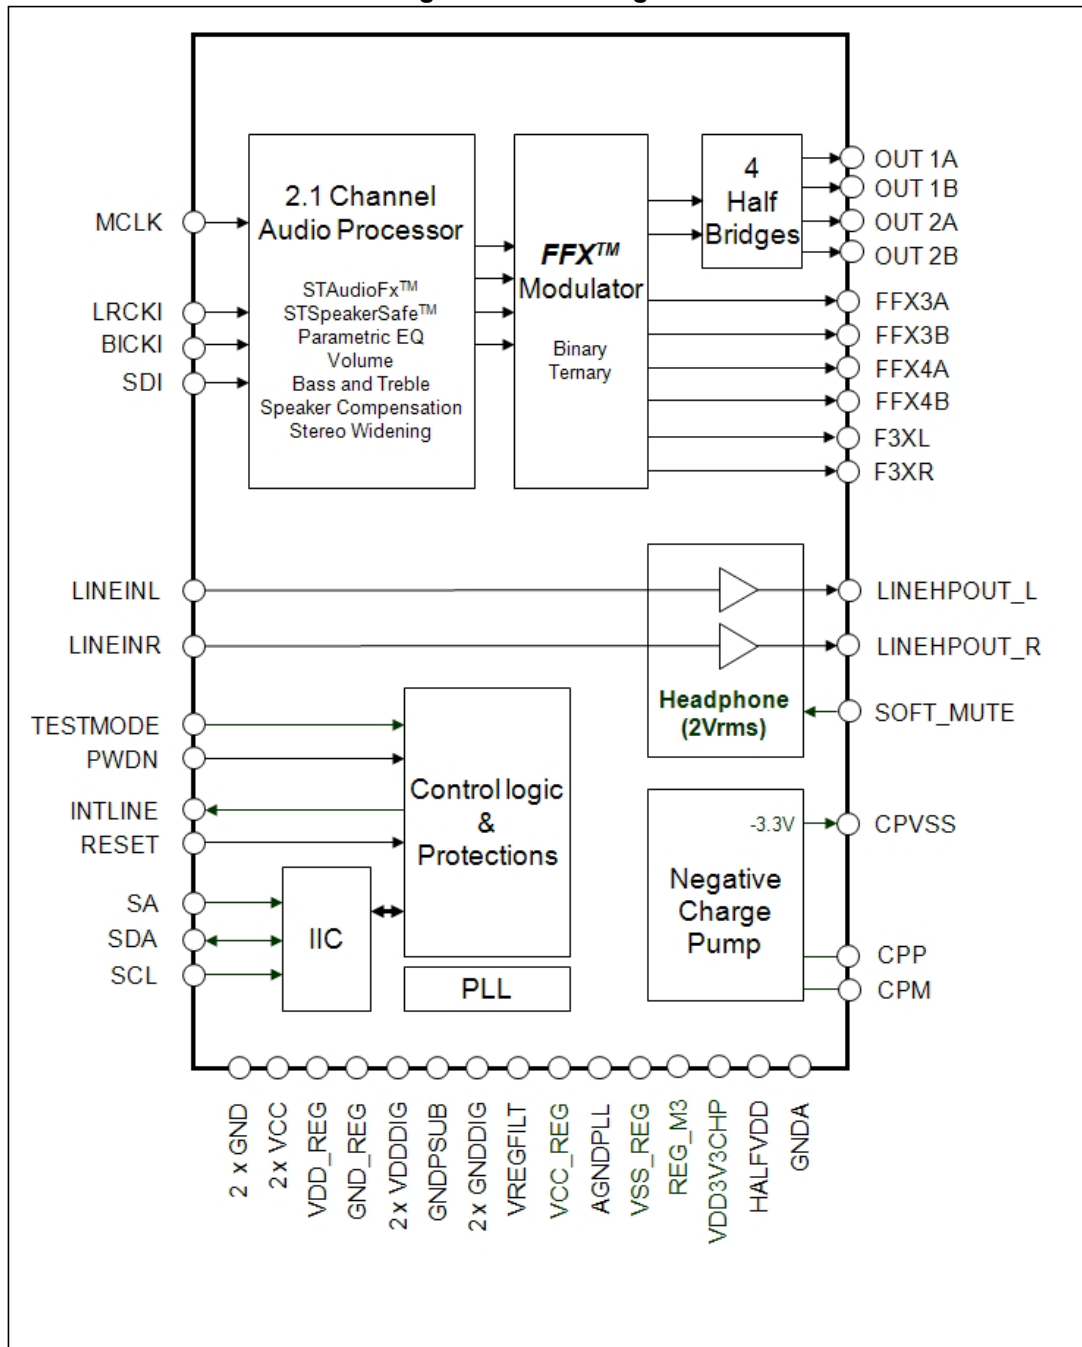 2.1 Channel
Audio Processor
STAudioFx™
STSpeakerSafe™
Parametric EQ
Volume
Bass and Treble
Speaker Compensation
Stereo Widening
FFX™
Modulator
Binary
Ternary
4
Half
Bridges
MCLK
LRCKI
BICKI
SDI
OUT 1A
OUT 1B
OUT 2A
OUT 2B
FFX3A
FFX3B
FFX4A
FFX4B
F3XL
F3XR
LINEINL
LINEINR
LINEHPOUT_L
LINEHPOUT_R
Headphone
(2Vrms)
SOFT_MUTE
TESTMODE
PWDN
INTLINE
RESET
Control logic
&
Protections
SA
SDA
SCL
IIC
PLL
-3.3V
Negative
Charge
Pump
CPVSS
CPP
CPM
2 x GND
2 x VCC
VDD_REG
GND_REG
2 x VDDDIG
GNDPSUB
2 x GNDDIG
VREGFILT
VCC_REG
AGNDPLL
VSS_REG
REG_M3
VDD3V3CHP
HALFVDD
GNDA